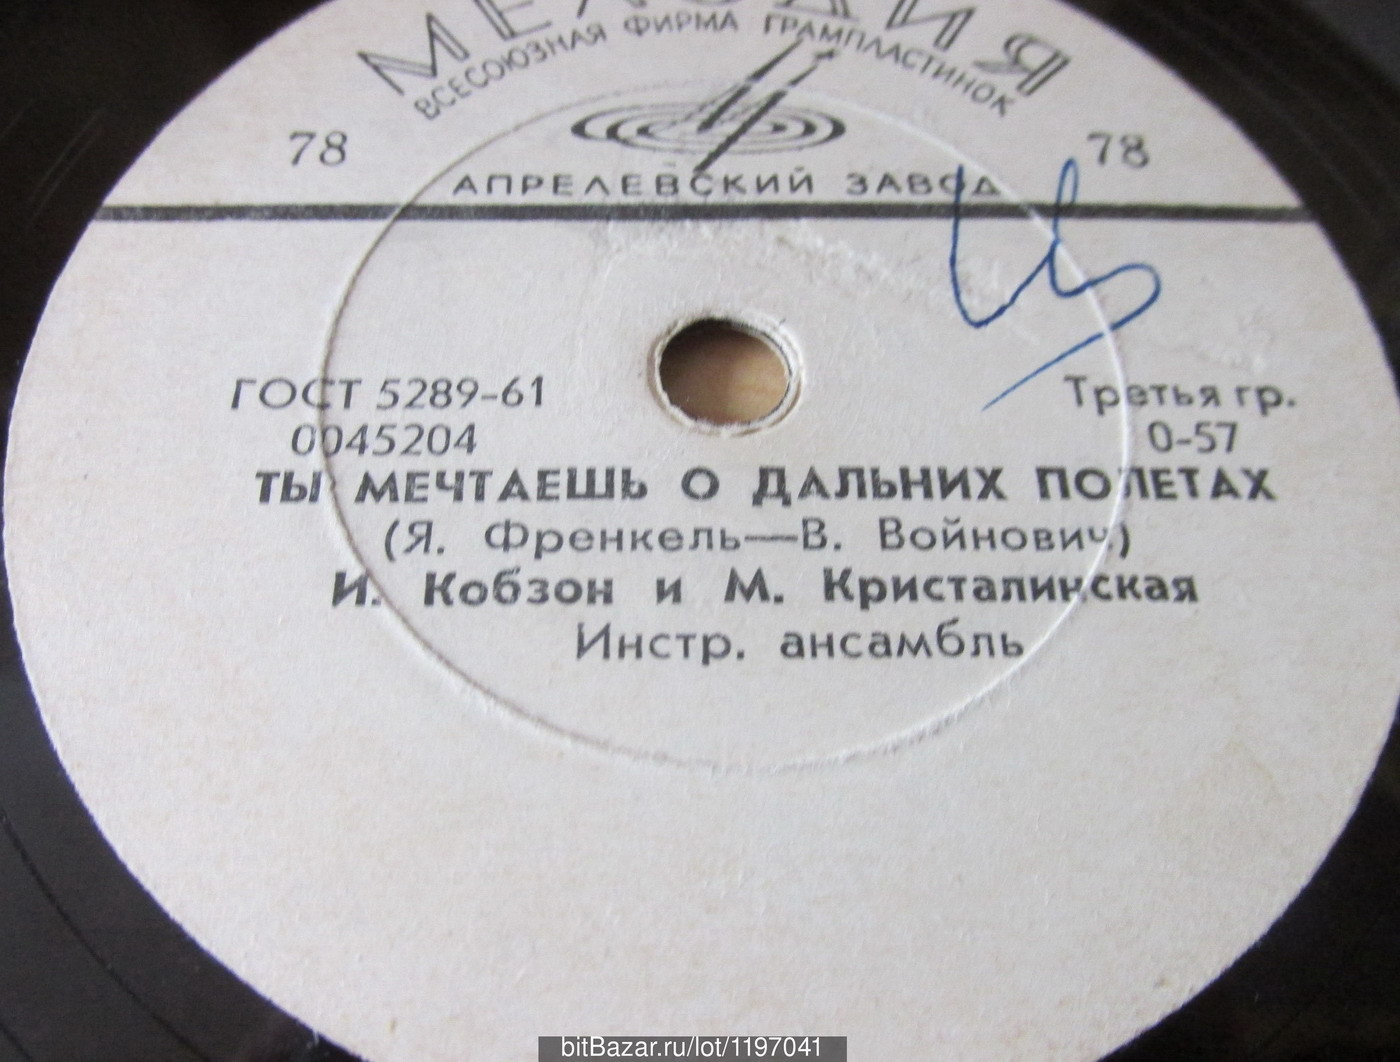 МЕЛОДИЯ
ВСЕСОЮЗНАЯ ФИРМА ГРАМПЛАСТИНОК
78 78
АПРЕЛЕВСКИЙ ЗАВОД
ГОСТ 5289-61 Третья гр.
0045204 0-57
ТЫ МЕЧТАЕШЬ О ДАЛЬНИХ ПОЛЕТАХ
(Я. Френкель—В. Войнович)
И. Кобзон и М. Кристалинская
Инстр. ансамбль
bitBazar.ru/lot/1197041